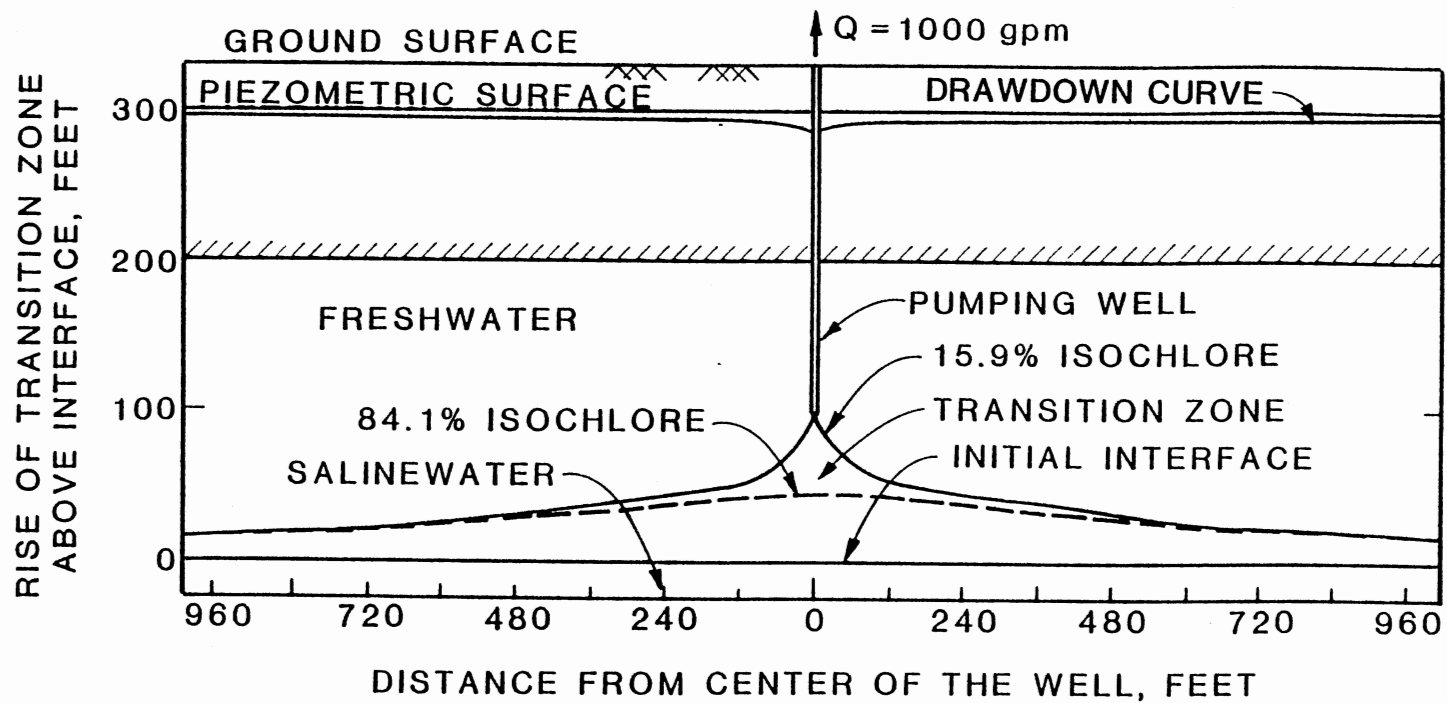 Q = 1000 gpm
GROUND SURFACE
PIEZOMETRIC SURFACE
DRAWDOWN CURVE
300
200
FRESHWATER
PUMPING WELL
15.9% ISOCHLORE
100
84.1% ISOCHLORE
TRANSITION ZONE
SALINEWATER
INITIAL INTERFACE
0
RISE OF TRANSITION ZONE
ABOVE INTERFACE, FEET
960 720 480 240 0 240 480 720 960
DISTANCE FROM CENTER OF THE WELL, FEET